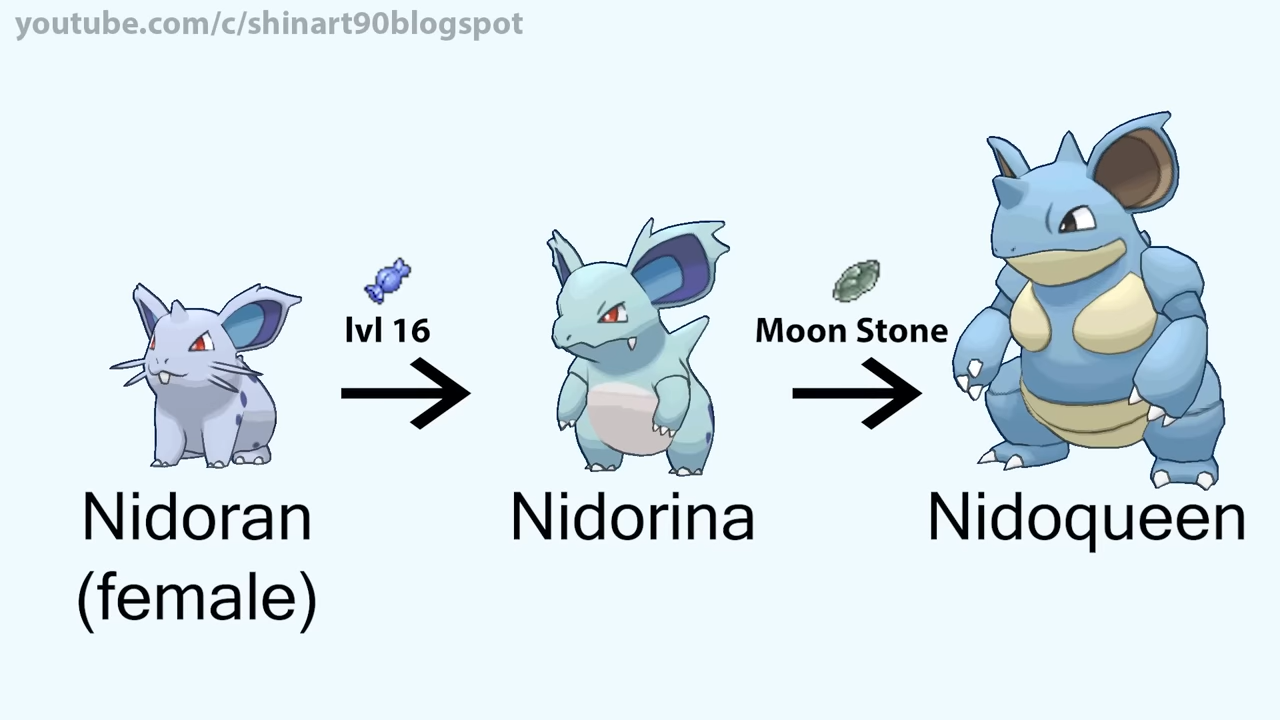 youtube.com/c/shinart90blogspot
lvl 16
Moon Stone
Nidoran
(female)
Nidorina
Nidoqueen